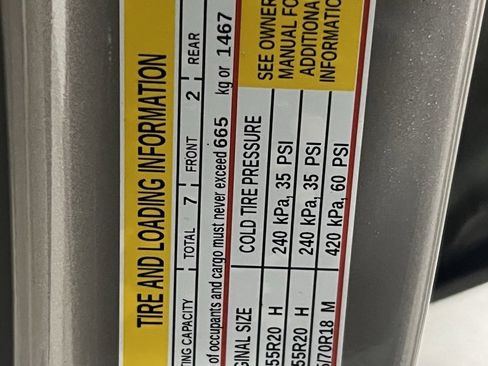 TIRE AND LOADING INFORMATION
TING CAPACITY TOTAL 7 FRONT 2 REAR
of occupants and cargo must never exceed 665 kg or 1467
GINAL SIZE COLD TIRE PRESSURE SEE OWNER
MANUAL FO
ADDITIONA
INFORMATIO
55R20 H 240 kPa, 35 PSI
55R20 H 240 kPa, 35 PSI
/70R18 M 420 kPa, 60 PSI